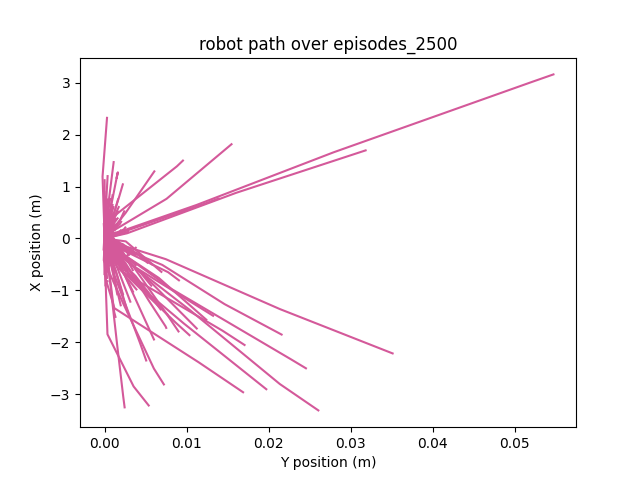 robot path over episodes_2500
X position (m)
3
2
1
0
−1
−2
−3
0.00 0.01 0.02 0.03 0.04 0.05
Y position (m)